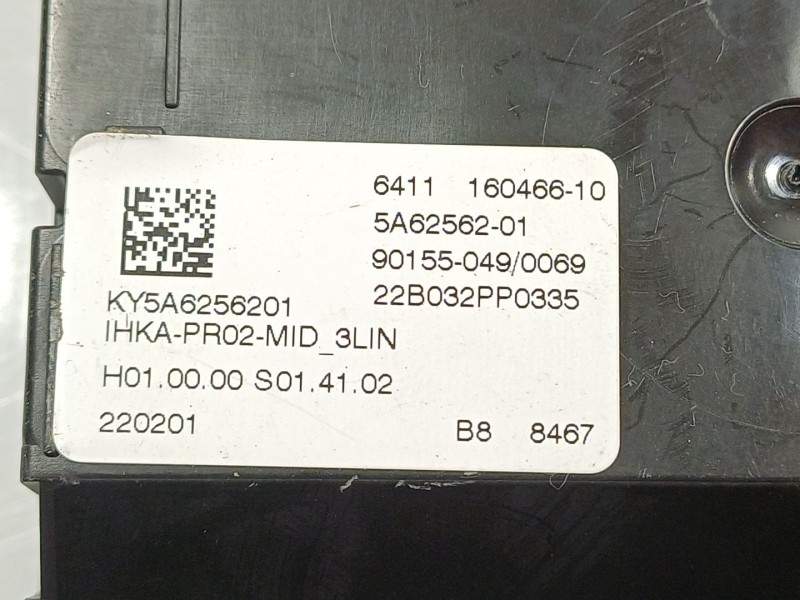 6411 160466-10
5A62562-01
90155-049/0069
22B032PP0335
KY5A6256201
IHKA-PR02-MID_3LIN
H01.00.00 S01.41.02
220201 B8 8467